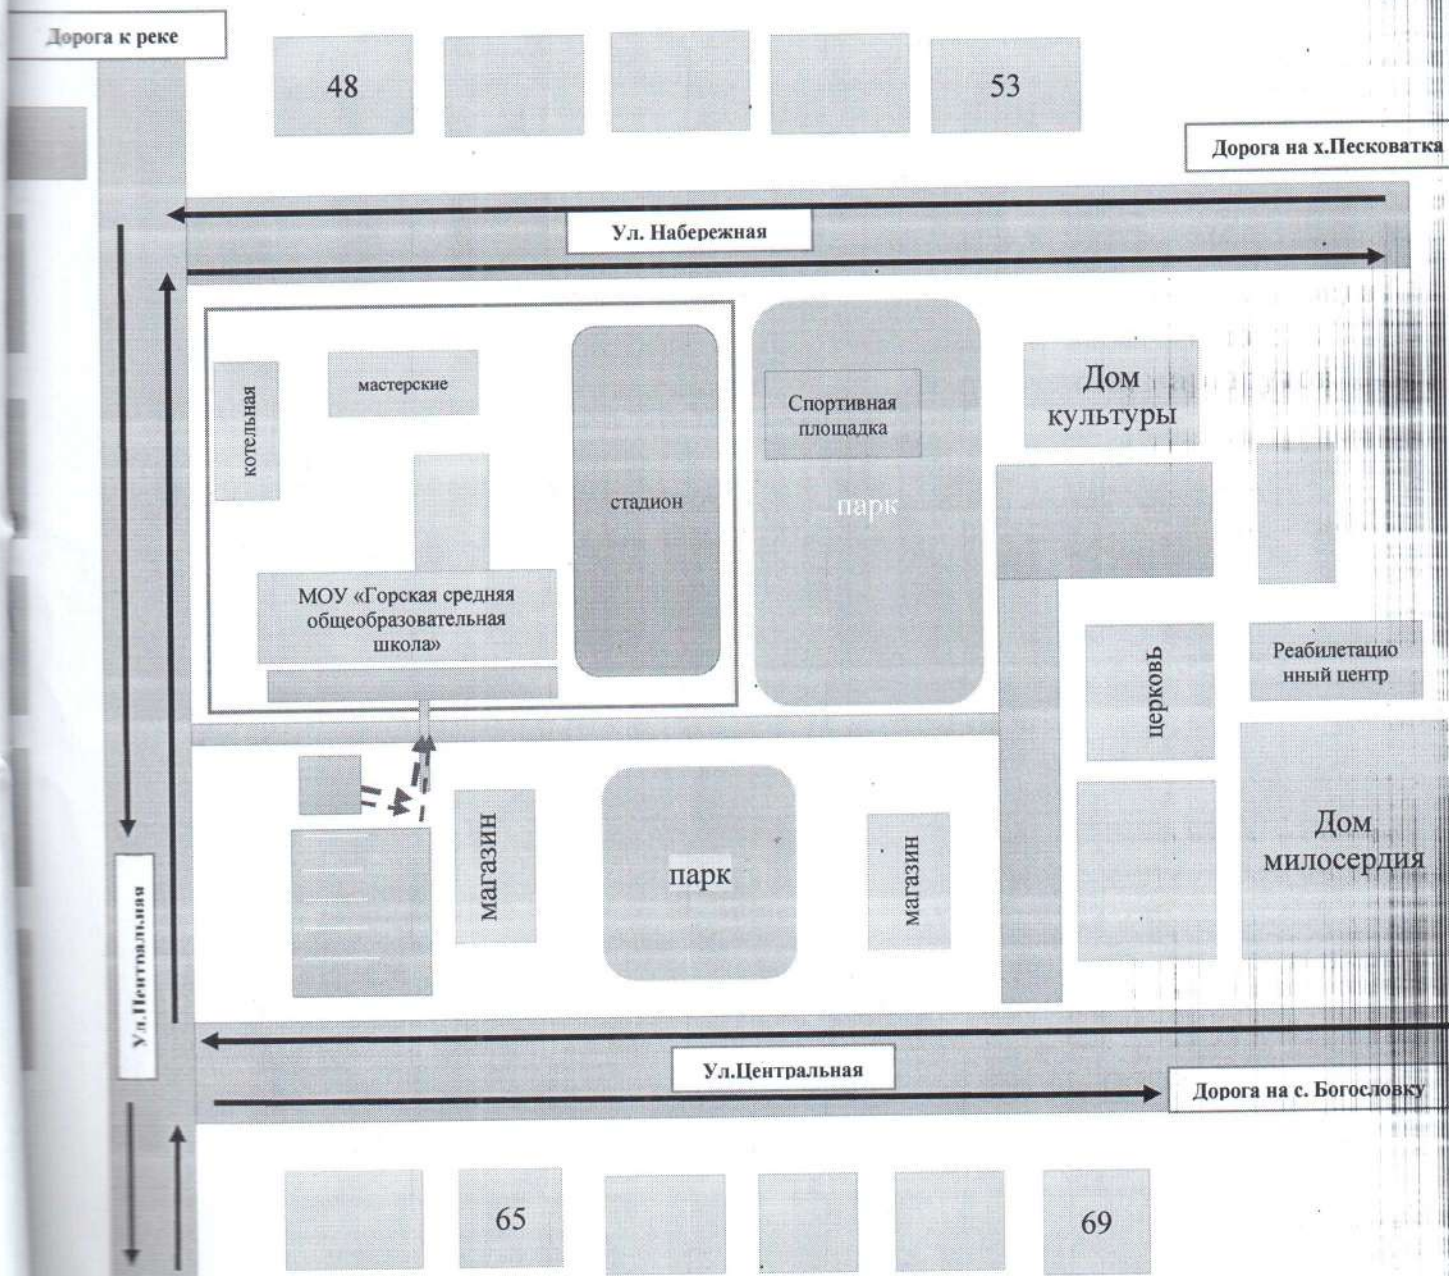 Дорога к реке
48
53
Дорога на х.Песковатка
Ул. Набережная
котельная
мастерские
стадион
Спортивная
площадка
парк
Дом
культуры
МОУ «Горская средняя
общеобразовательная
школа»
церковь
Реабилетацио
нный центр
магазин
парк
магазин
Дом
милосердия
Ул.Центральная
Ул.Центральная
Дорога на с. Богословку
65
69